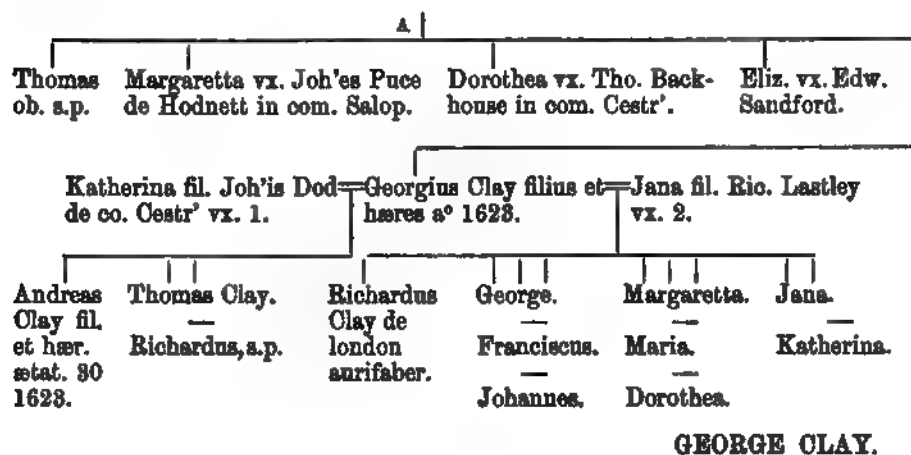 A
Thomas
ob. s.p.
Margaretta vx. Joh'es Puce
de Hodnett in com. Salop.
Dorothea vx. Tho. Back-
house in com. Cestr'.
Eliz. vx. Edw.
Sandford.
Katherina fil. Joh'is Dod
de co. Cestr' vx. 1.
Georgius Clay filius et
hæres aº 1623.
Jana fil. Ric. Lastley
vx. 2.
Andreas
Clay fil.
et hær.
ætat. 30
1623.
Thomas Clay.
Richardus, s.p.
Richardus
Clay de
london
aurifaber.
George.
Franciscus.
Johannes.
Margaretta.
Maria.
Dorothea.
Jana.
Katherina.
GEORGE CLAY.